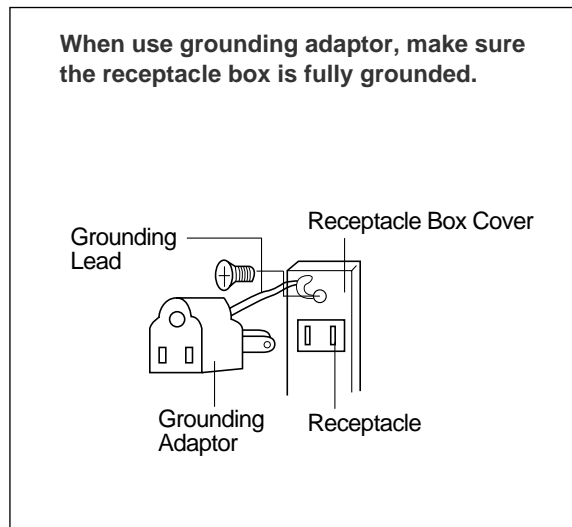 When use grounding adaptor, make sure
the receptacle box is fully grounded.
Receptacle Box Cover
Grounding
Lead
Grounding
Adaptor
Receptacle